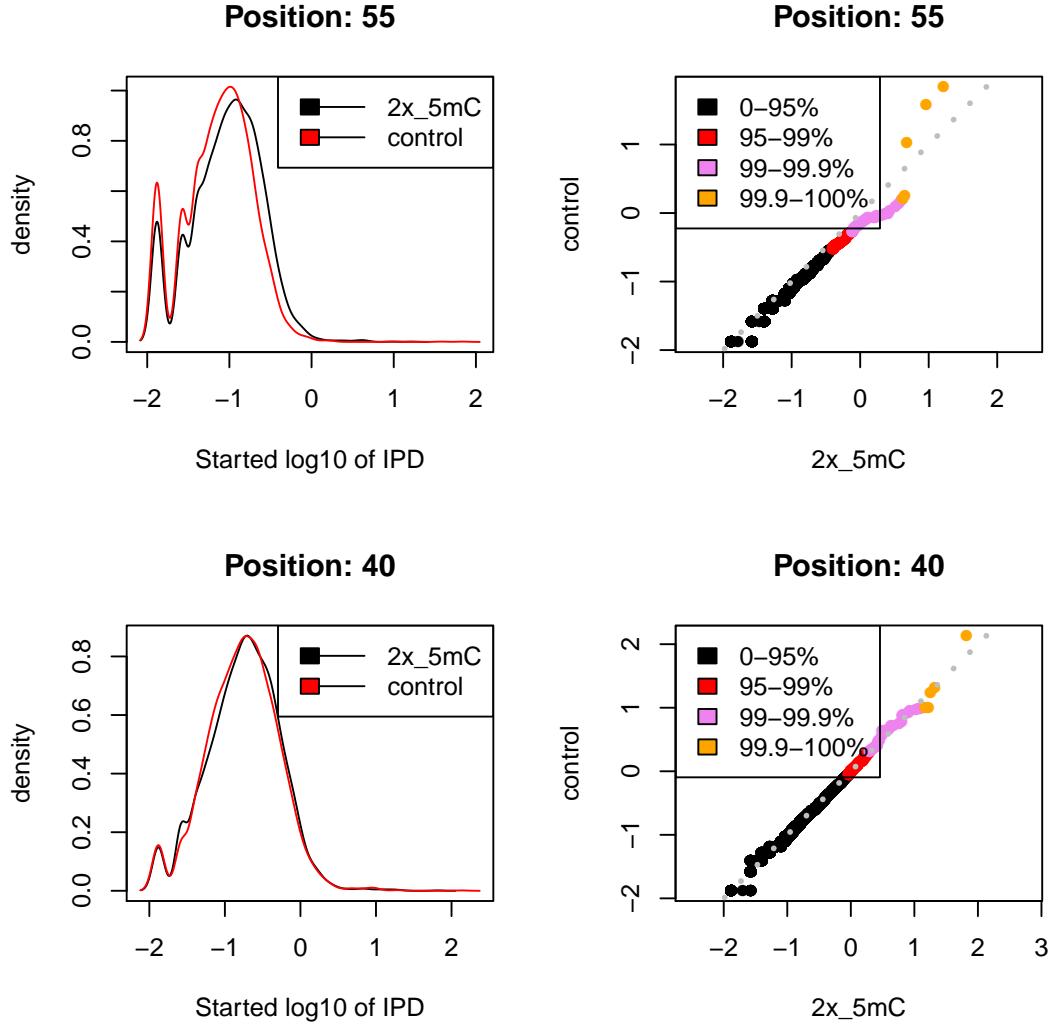 Position: 55
density
0.0
0.4
0.8
−2
−1
0
1
2
Started log10 of IPD
2x_5mC
control
Position: 55
control
−2
−1
0
1
−2
−1
0
1
2
2x_5mC
0−95%
95−99%
99−99.9%
99.9−100%
Position: 40
density
0.0
0.2
0.4
0.6
0.8
−2
−1
0
1
2
Started log10 of IPD
2x_5mC
control
Position: 40
control
−2
−1
0
1
2
−2
−1
0
1
2
3
2x_5mC
0−95%
95−99%
99−99.9%
99.9−100%